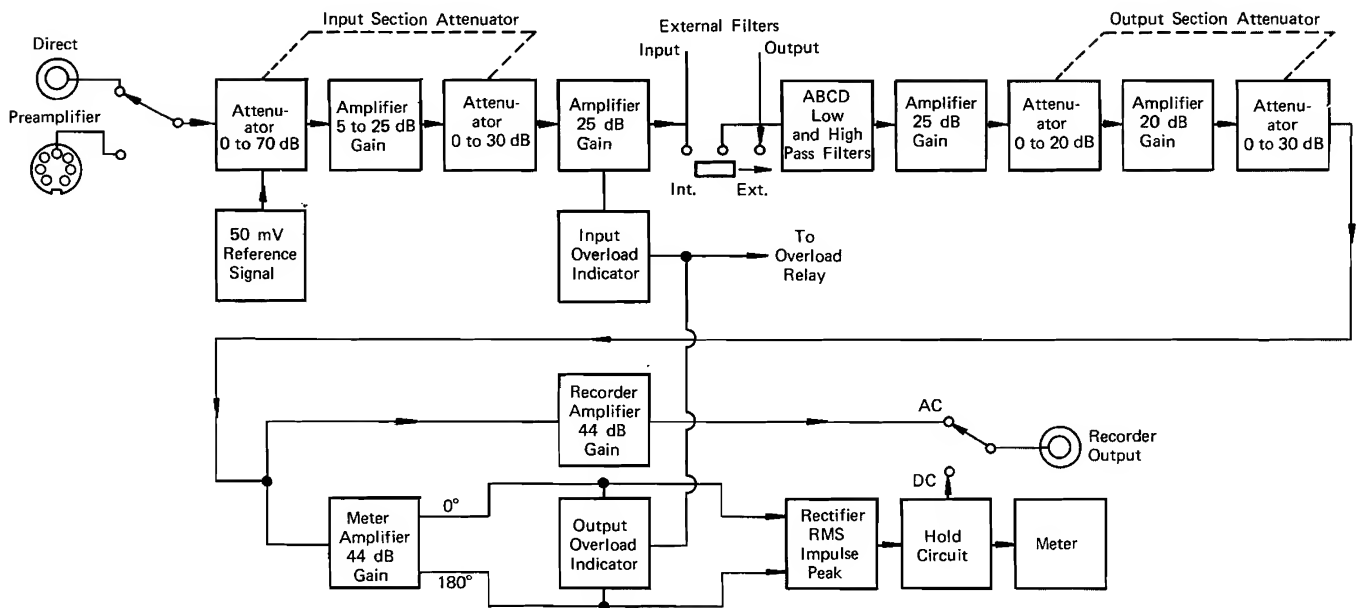 Input Section Attenuator
Output Section Attenuator
External Filters
Input
Output
Direct
Preamplifier
Attenu-
ator
0 to 70 dB
Amplifier
5 to 25 dB
Gain
Attenu-
ator
0 to 30 dB
Amplifier
25 dB
Gain
Int.
Ext.
ABCD
Low
and High
Pass Filters
Amplifier
25 dB
Gain
Attenu-
ator
0 to 20 dB
Amplifier
20 dB
Gain
Attenu-
ator
0 to 30 dB
50 mV
Reference
Signal
Input
Overload
Indicator
To
Overload
Relay
Recorder
Amplifier
44 dB
Gain
AC
DC
Recorder
Output
Meter
Amplifier
44 dB
Gain
0°
180°
Output
Overload
Indicator
Rectifier
RMS
Impulse
Peak
Hold
Circuit
Meter